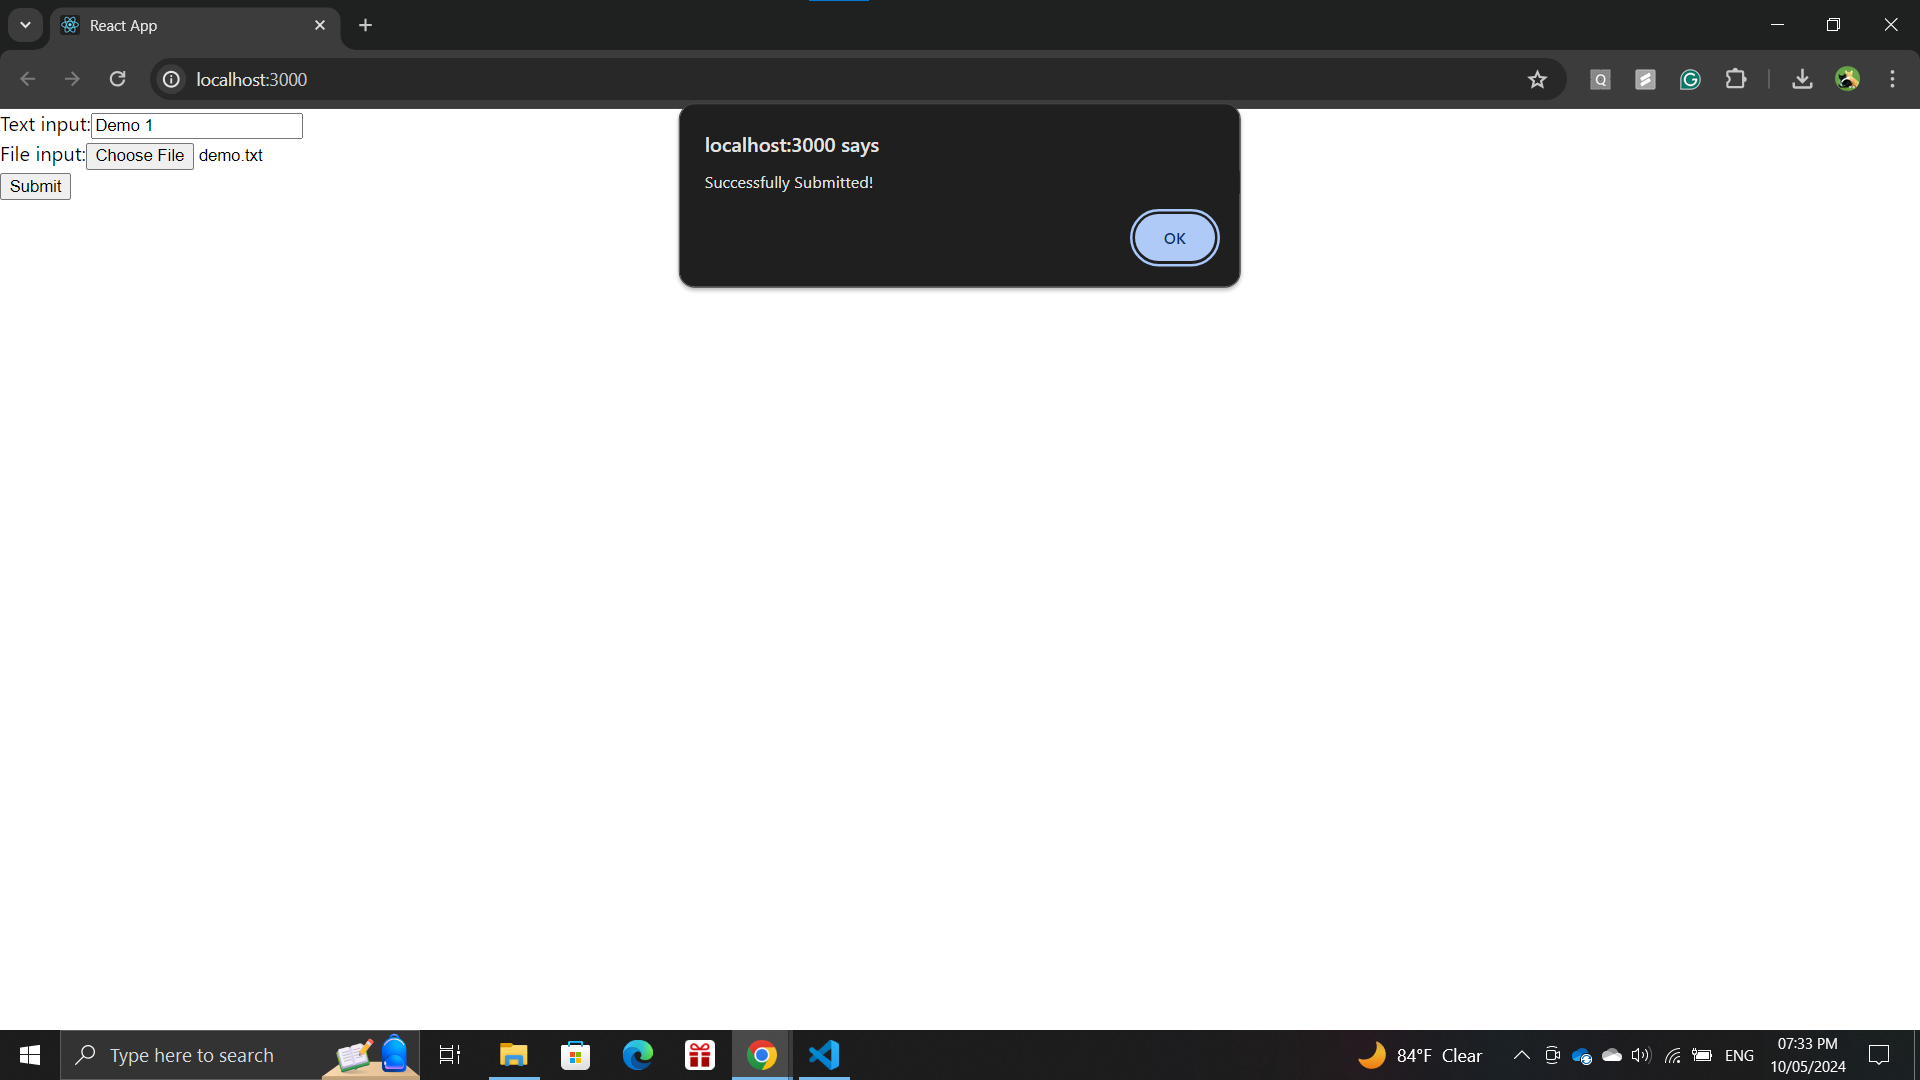 React App
localhost:3000
Text input: Demo 1
File input: Choose File demo.txt
Submit
localhost:3000 says
Successfully Submitted!
OK
Type here to search
84°F Clear
ENG
07:33 PM
10/05/2024